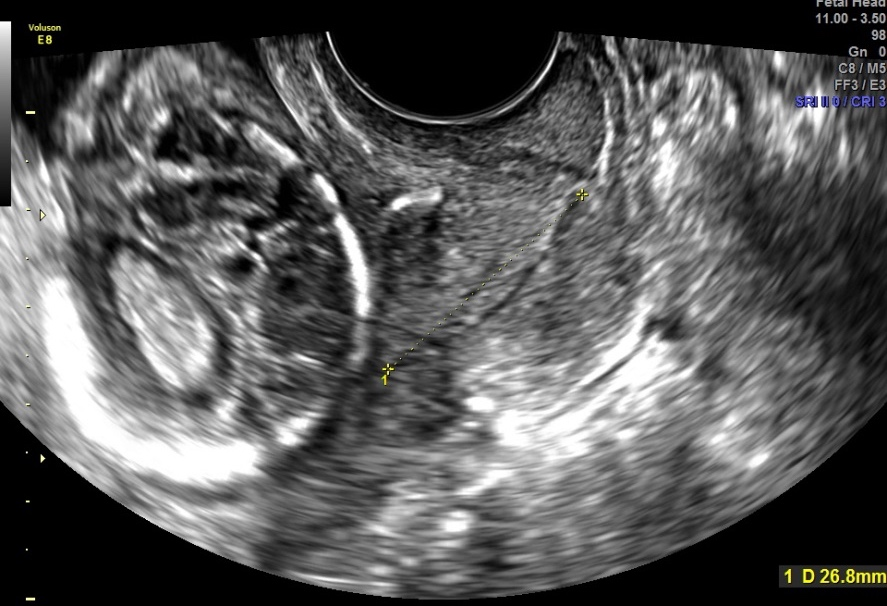 Voluson
E8
Fetal Head
11.00 - 3.50
98
Gn 0
C8 / M5
FF3 / E3
SRI II 0 / CRI 3
1
1 D 26.8mm